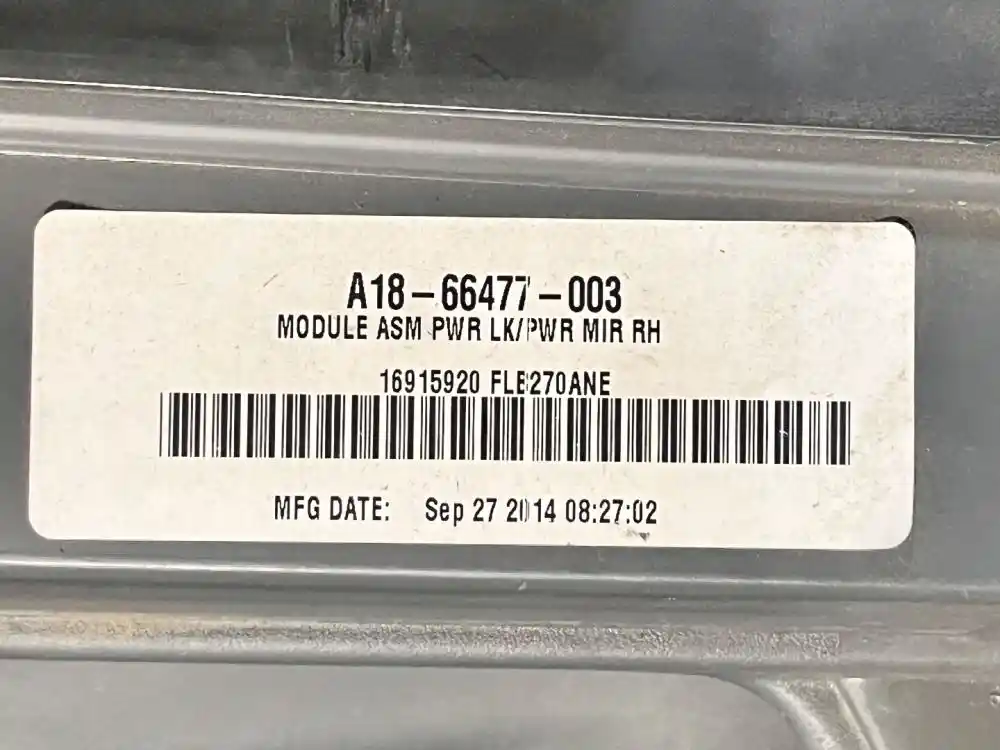 A18-66477-003
MODULE ASM PWR LK/PWR MIR RH
16915920 FLB270ANE
MFG DATE: Sep 27 2014 08:27:02